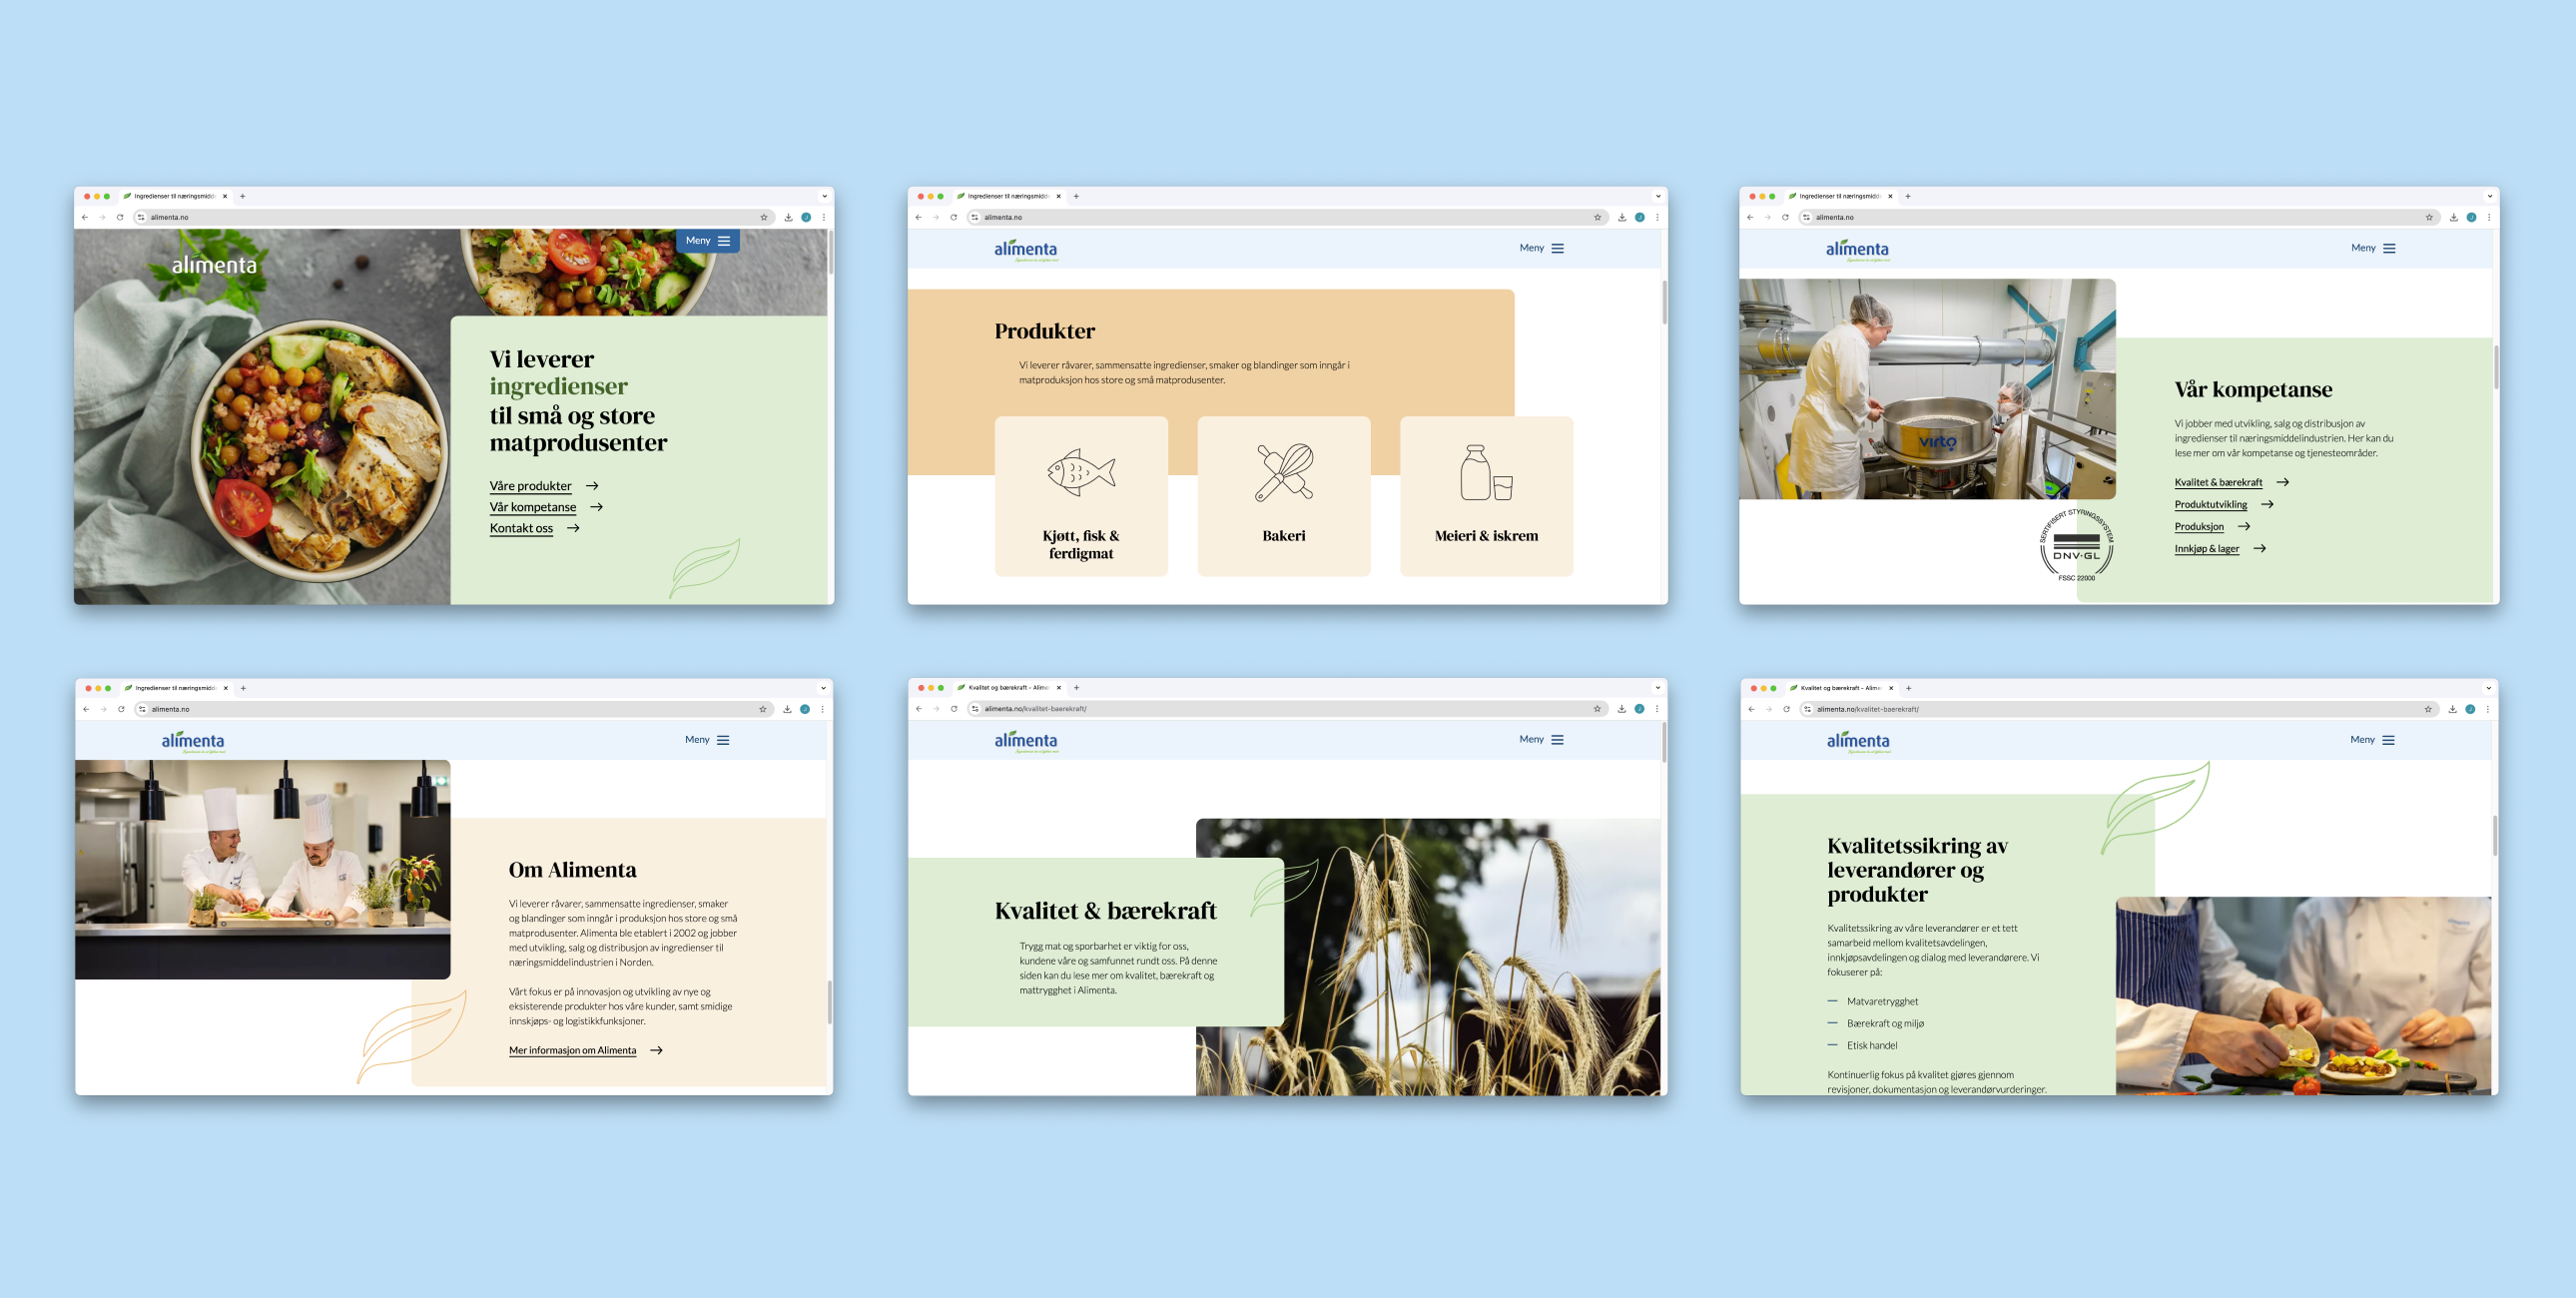 Ingredienser til næringsmidd
alimenta.no
alimenta
Meny
Vi leverer
ingredienser
til små og store
matprodusenter
Våre produkter
Vår kompetanse
Kontakt oss
Ingredienser til næringsmidd
alimenta.no
alimenta
Meny
Produkter
Vi leverer råvarer, sammensatte ingredienser, smaker og blandinger som inngår i
matproduksjon hos store og små matprodusenter.
Kjøtt, fisk &
ferdigmat
Bakeri
Meieri & iskrem
Ingredienser til næringsmidd
alimenta.no
alimenta
Meny
virto
Vår kompetanse
Vi jobber med utvikling, salg og distribusjon av
ingredienser til næringsmiddelindustrien. Her kan du
lese mer om vår kompetanse og tjenesteområder.
Kvalitet & bærekraft
Produktutvikling
Produksjon
Innkjøp & lager
SERTIFISERT STYRINGSSYSTEM
DNV·GL
FSSC 22000
Ingredienser til næringsmidd
alimenta.no
alimenta
Meny
Om Alimenta
Vi leverer råvarer, sammensatte ingredienser, smaker
og blandinger som inngår i produksjon hos store og små
matprodusenter. Alimenta ble etablert i 2002 og jobber
med utvikling, salg og distribusjon av ingredienser til
næringsmiddelindustrien i Norden.
Vårt fokus er på innovasjon og utvikling av nye og
eksisterende produkter hos våre kunder, samt smidige
innskjøps- og logistikkfunksjoner.
Mer informasjon om Alimenta
Kvalitet og bærekraft - Alime
alimenta.no/kvalitet-baerekraft/
alimenta
Meny
Kvalitet & bærekraft
Trygg mat og sporbarhet er viktig for oss,
kundene våre og samfunnet rundt oss. På denne
siden kan du lese mer om kvalitet, bærekraft og
mattrygghet i Alimenta.
Kvalitet og bærekraft - Alime
alimenta.no/kvalitet-baerekraft/
alimenta
Meny
Kvalitetssikring av
leverandører og
produkter
Kvalitetssikring av våre leverandører er et tett
samarbeid mellom kvalitetsavdelingen,
innkjøpsavdelingen og dialog med leverandørere. Vi
fokuserer på:
Matvaretrygghet
Bærekraft og miljø
Etisk handel
Kontinuerlig fokus på kvalitet gjøres gjennom
revisjoner, dokumentasjon og leverandørvurderinger.